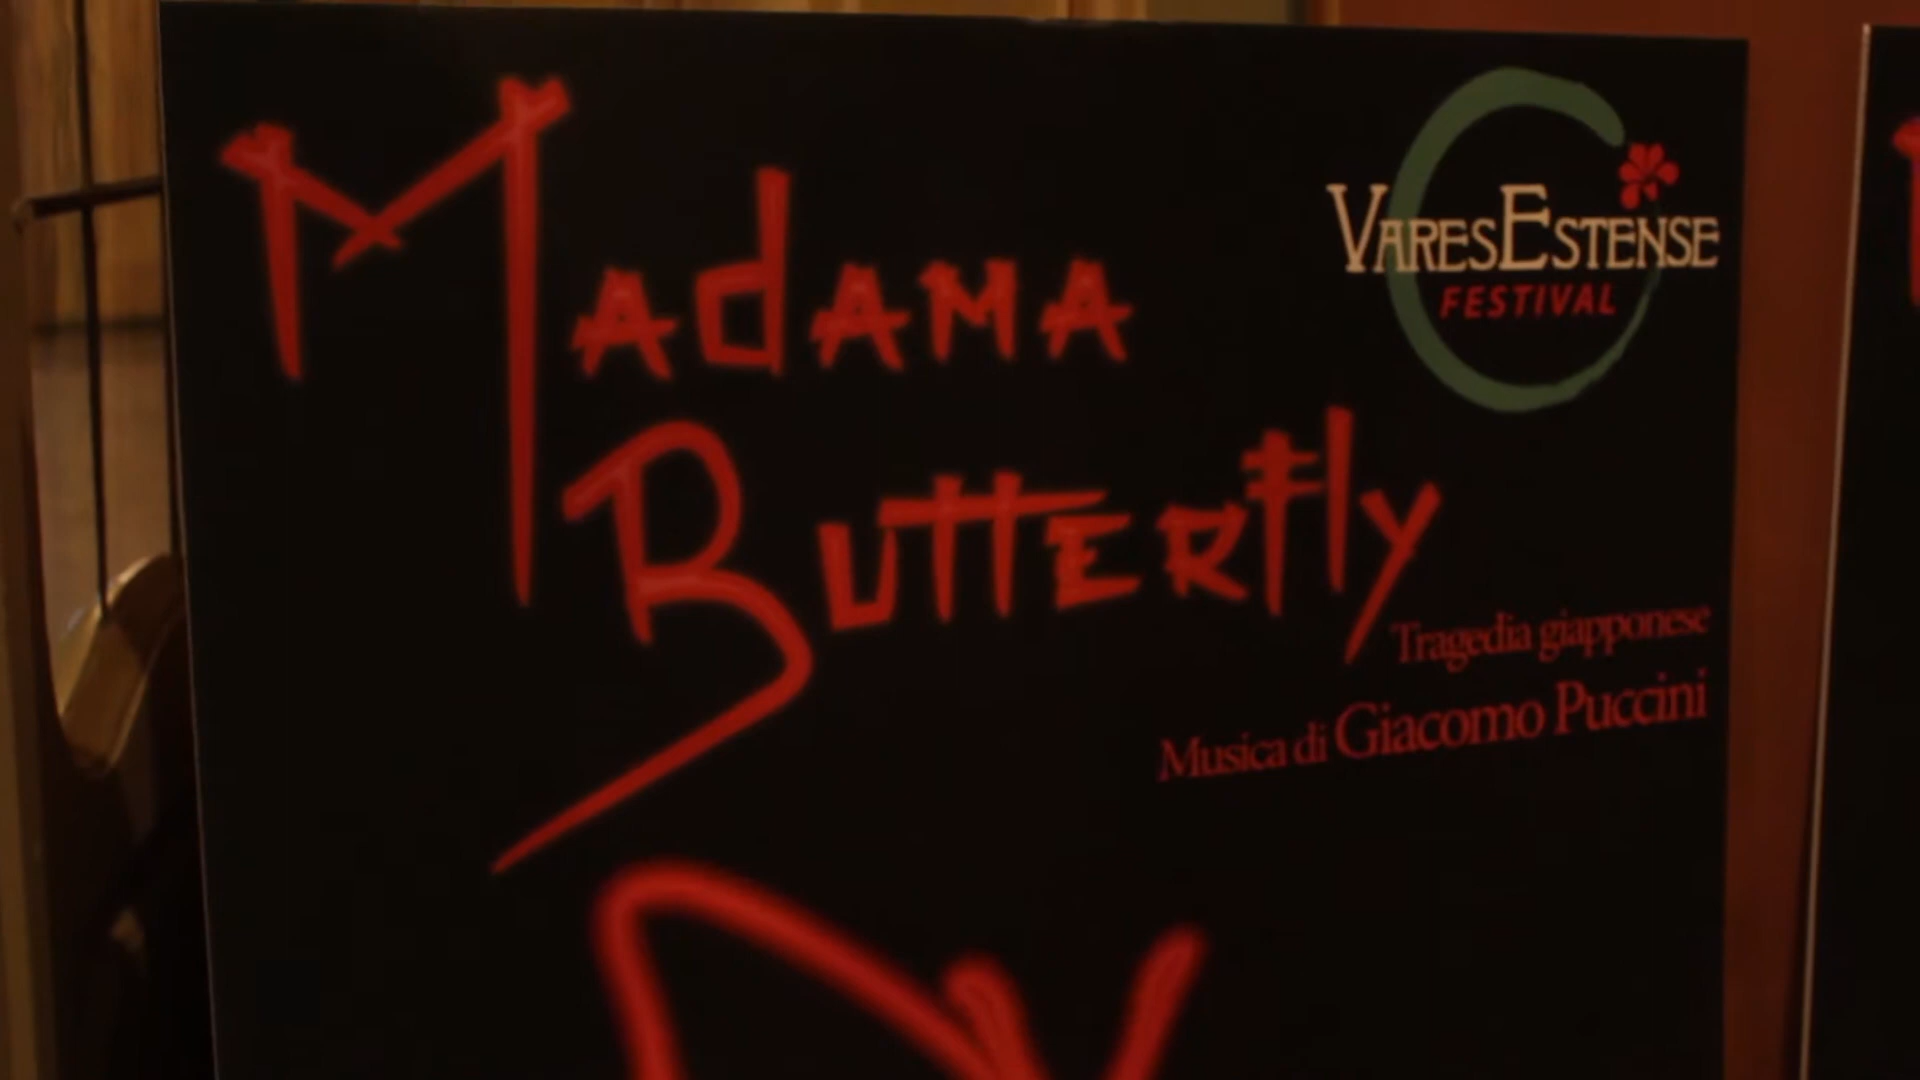 Madama
Butterfly
VaresEstense
FESTIVAL
Tragedia giapponese
Musica di Giacomo Puccini